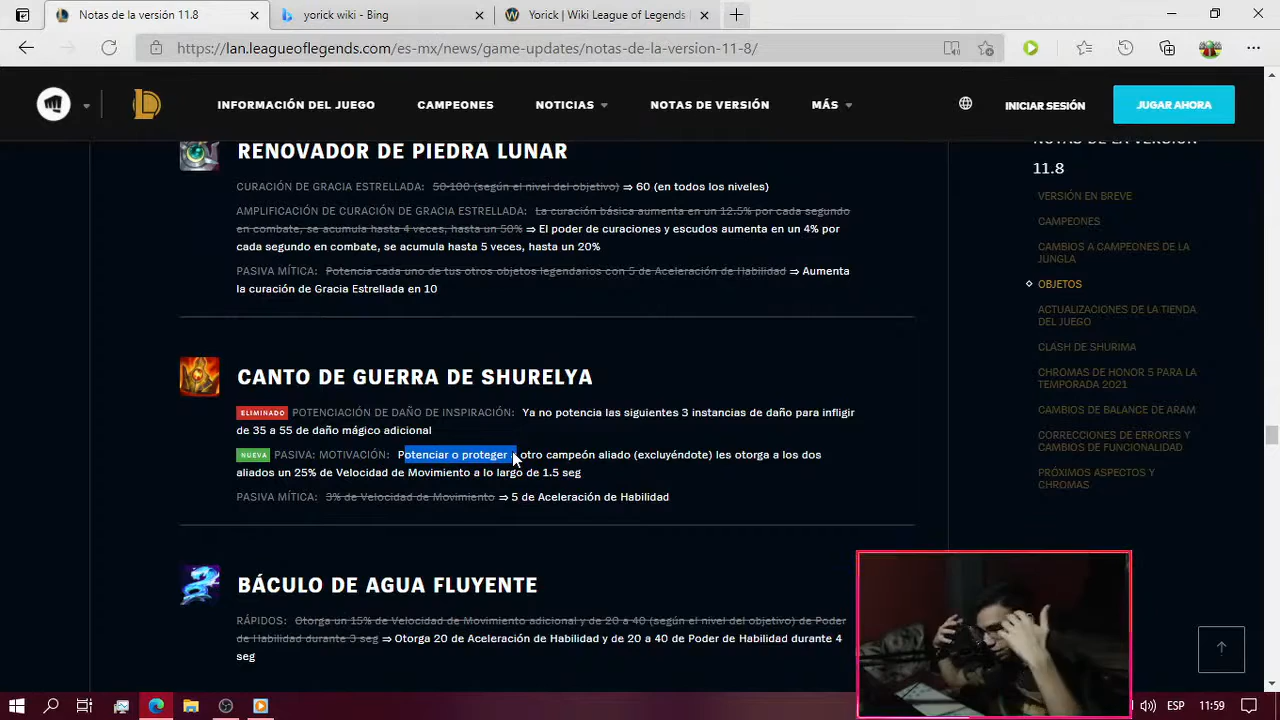 Notas de la versión 11.8
yorick wiki - Bing
Yorick | Wiki League of Legends
https://lan.leagueoflegends.com/es-mx/news/game-updates/notas-de-la-version-11-8/
INFORMACIÓN DEL JUEGO
CAMPEONES
NOTICIAS
NOTAS DE VERSIÓN
MÁS
INICIAR SESIÓN
JUGAR AHORA
RENOVADOR DE PIEDRA LUNAR
CURACIÓN DE GRACIA ESTRELLADA: 50-100 (según el nivel del objetivo) ⇒ 60 (en todos los niveles)
AMPLIFICACIÓN DE CURACIÓN DE GRACIA ESTRELLADA: La curación básica aumenta en un 12.5% por cada segundo
en combate, se acumula hasta 4 veces, hasta un 50% ⇒ El poder de curaciones y escudos aumenta en un 4% por
cada segundo en combate, se acumula hasta 5 veces, hasta un 20%
PASIVA MÍTICA: Potencia cada uno de tus otros objetos legendarios con 5 de Aceleración de Habilidad ⇒ Aumenta
la curación de Gracia Estrellada en 10
CANTO DE GUERRA DE SHURELYA
ELIMINADO POTENCIACIÓN DE DAÑO DE INSPIRACIÓN: Ya no potencia las siguientes 3 instancias de daño para infligir
de 35 a 55 de daño mágico adicional
NUEVA PASIVA: MOTIVACIÓN: Potenciar o proteger a otro campeón aliado (excluyéndote) les otorga a los dos
aliados un 25% de Velocidad de Movimiento a lo largo de 1.5 seg
PASIVA MÍTICA: 3% de Velocidad de Movimiento ⇒ 5 de Aceleración de Habilidad
BÁCULO DE AGUA FLUYENTE
RÁPIDOS: Otorga un 15% de Velocidad de Movimiento adicional y de 20 a 40 (según el nivel del objetivo) de Poder
de Habilidad durante 3 seg ⇒ Otorga 20 de Aceleración de Habilidad y de 20 a 40 de Poder de Habilidad durante 4
seg
NOTAS DE LA VERSIÓN
11.8
VERSIÓN EN BREVE
CAMPEONES
CAMBIOS A CAMPEONES DE LA
JUNGLA
OBJETOS
ACTUALIZACIONES DE LA TIENDA
DEL JUEGO
CLASH DE SHURIMA
CHROMAS DE HONOR 5 PARA LA
TEMPORADA 2021
CAMBIOS DE BALANCE DE ARAM
CORRECCIONES DE ERRORES Y
CAMBIOS DE FUNCIONALIDAD
PRÓXIMOS ASPECTOS Y
CHROMAS
ESP
11:59